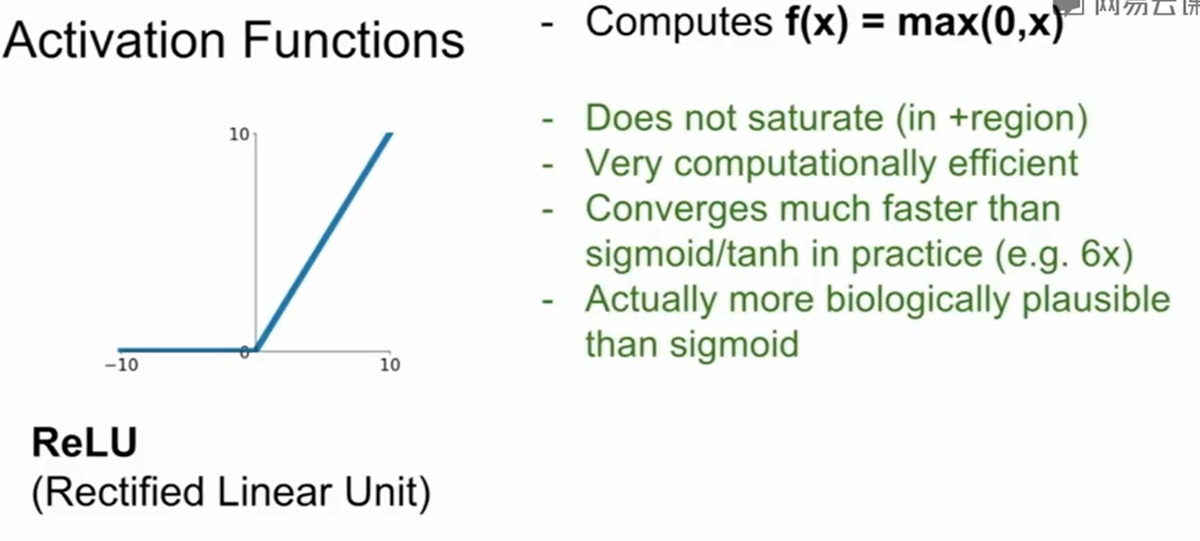 Activation Functions
10
0
−10
10
ReLU
(Rectified Linear Unit)
- Computes f(x) = max(0,x)
- Does not saturate (in +region)
- Very computationally efficient
- Converges much faster than
sigmoid/tanh in practice (e.g. 6x)
- Actually more biologically plausible
than sigmoid
网易云课